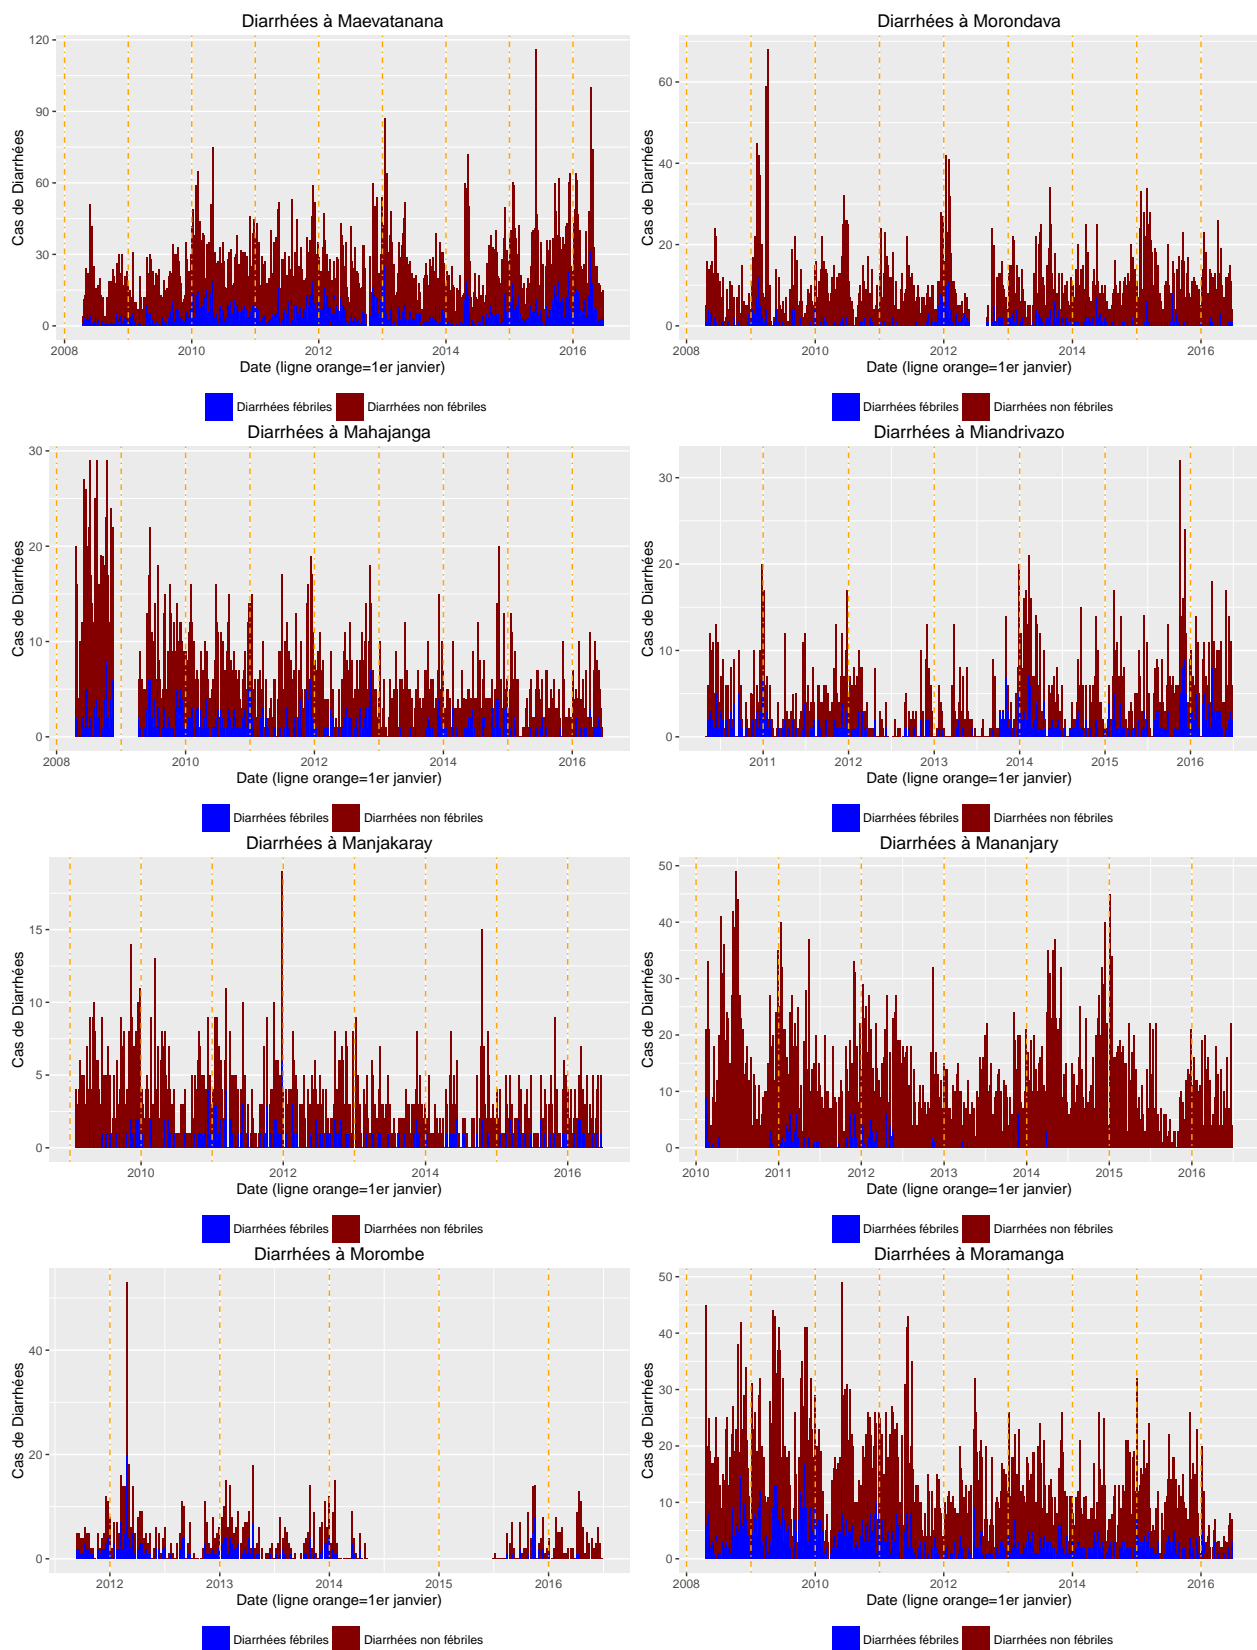 Diarrhées à Maevatanana
Cas de Diarrhées
120
90
60
30
0
2008 2010 2012 2014 2016
Date (ligne orange=1er janvier)
Diarrhées fébriles Diarrhées non fébriles
Diarrhées à Morondava
Cas de Diarrhées
60
40
20
0
2008 2010 2012 2014 2016
Date (ligne orange=1er janvier)
Diarrhées fébriles Diarrhées non fébriles
Diarrhées à Mahajanga
Cas de Diarrhées
30
20
10
0
2008 2010 2012 2014 2016
Date (ligne orange=1er janvier)
Diarrhées fébriles Diarrhées non fébriles
Diarrhées à Miandrivazo
Cas de Diarrhées
30
20
10
0
2011 2012 2013 2014 2015 2016
Date (ligne orange=1er janvier)
Diarrhées fébriles Diarrhées non fébriles
Diarrhées à Manjakaray
Cas de Diarrhées
15
10
5
0
2010 2012 2014 2016
Date (ligne orange=1er janvier)
Diarrhées fébriles Diarrhées non fébriles
Diarrhées à Mananjary
Cas de Diarrhées
50
40
30
20
10
0
2010 2011 2012 2013 2014 2015 2016
Date (ligne orange=1er janvier)
Diarrhées fébriles Diarrhées non fébriles
Diarrhées à Morombe
Cas de Diarrhées
40
20
0
2012 2013 2014 2015 2016
Date (ligne orange=1er janvier)
Diarrhées fébriles Diarrhées non fébriles
Diarrhées à Moramanga
Cas de Diarrhées
50
40
30
20
10
0
2008 2010 2012 2014 2016
Date (ligne orange=1er janvier)
Diarrhées fébriles Diarrhées non fébriles